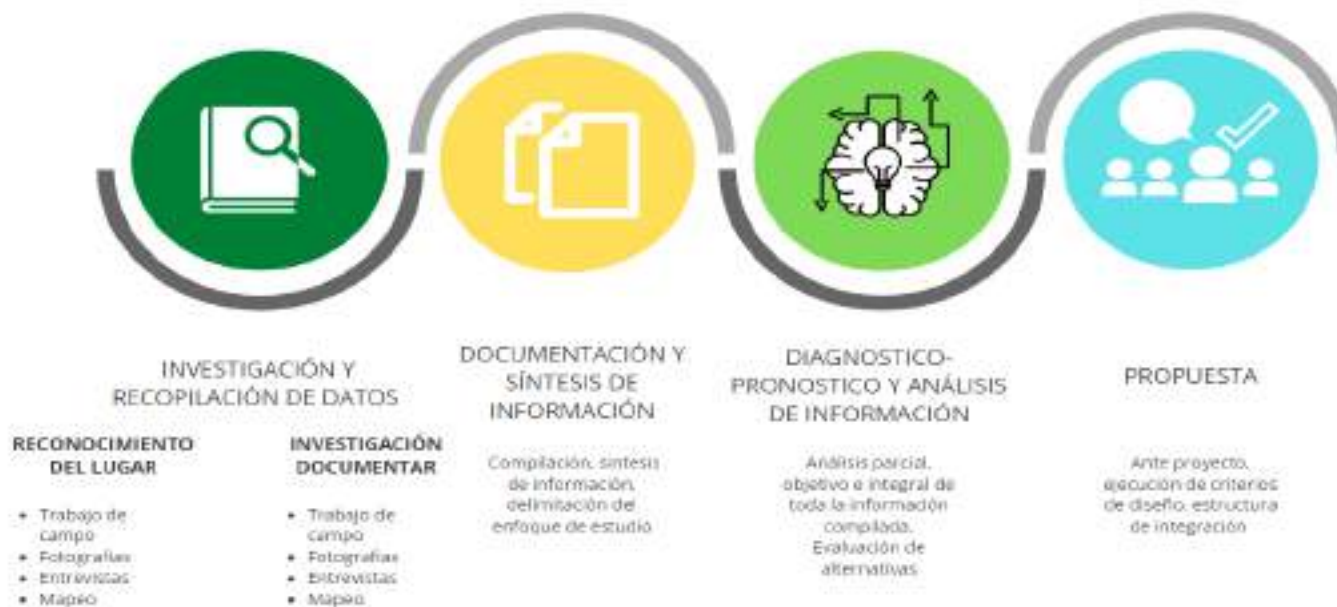 INVESTIGACIÓN Y
RECOPILACIÓN DE DATOS
RECONOCIMIENTO
DEL LUGAR
• Trabajo de
campo
• Fotografías
• Entrevistas
• Mapeo
INVESTIGACIÓN
DOCUMENTAR
• Trabajo de
campo
• Fotografías
• Entrevistas
• Mapeo
DOCUMENTACIÓN Y
SÍNTESIS DE
INFORMACIÓN
Compilación, síntesis
de información,
delimitación del
enfoque de estudio
DIAGNOSTICO-
PRONOSTICO Y ANÁLISIS
DE INFORMACIÓN
Análisis parcial,
objetivo e integral de
toda la información
compilada.
Evaluación de
alternativas
PROPUESTA
Ante proyecto,
ejecución de criterios
de diseño, estructura
de integración